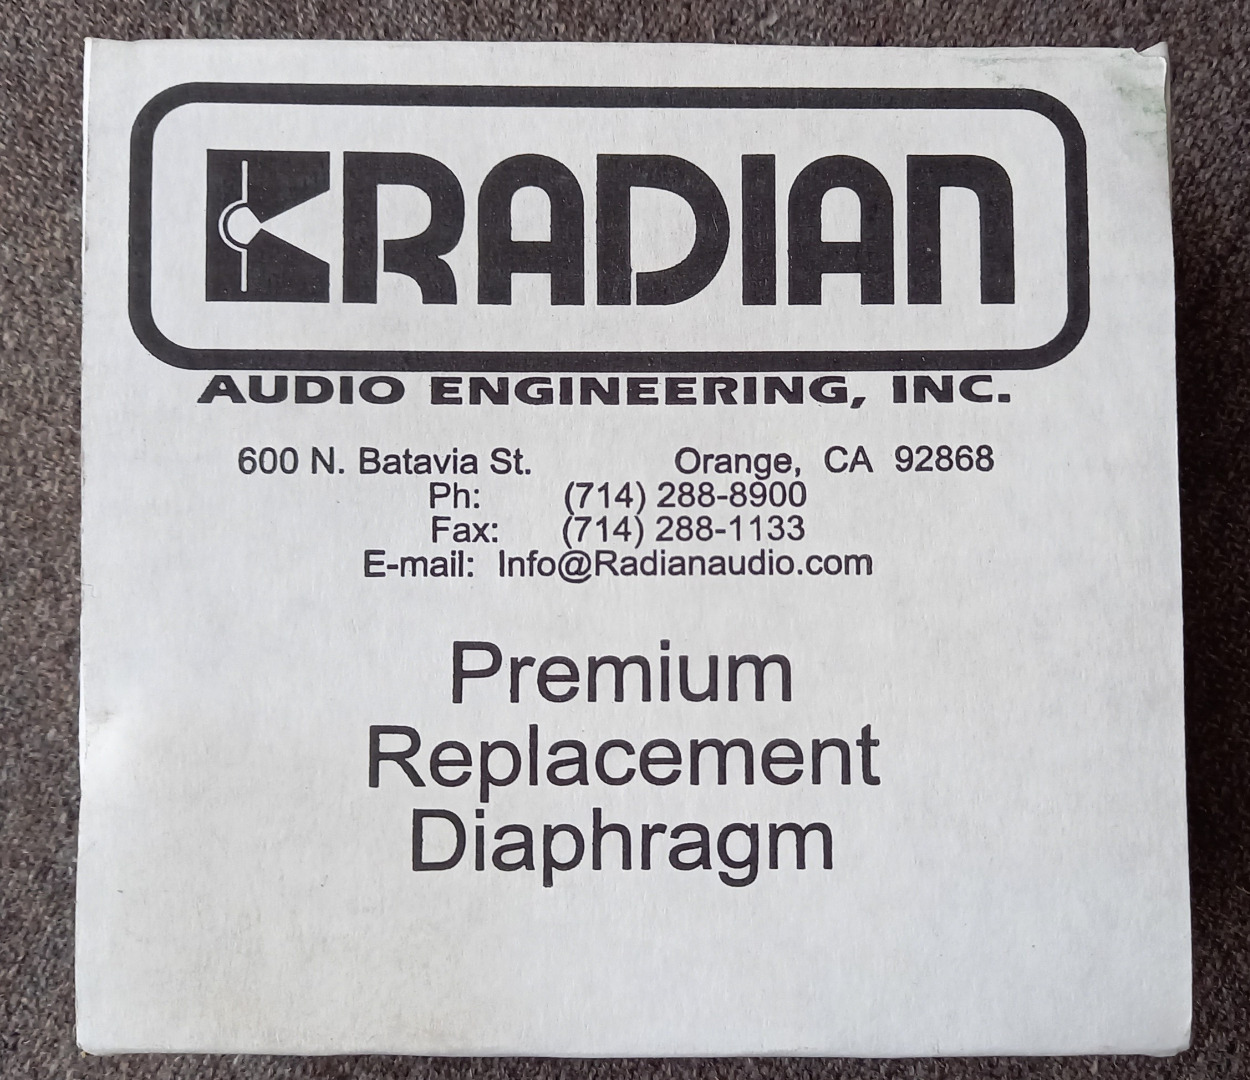 RADIAN
AUDIO ENGINEERING, INC.
600 N. Batavia St. Orange, CA 92868
Ph: (714) 288-8900
Fax: (714) 288-1133
E-mail: Info@Radianaudio.com
Premium
Replacement
Diaphragm